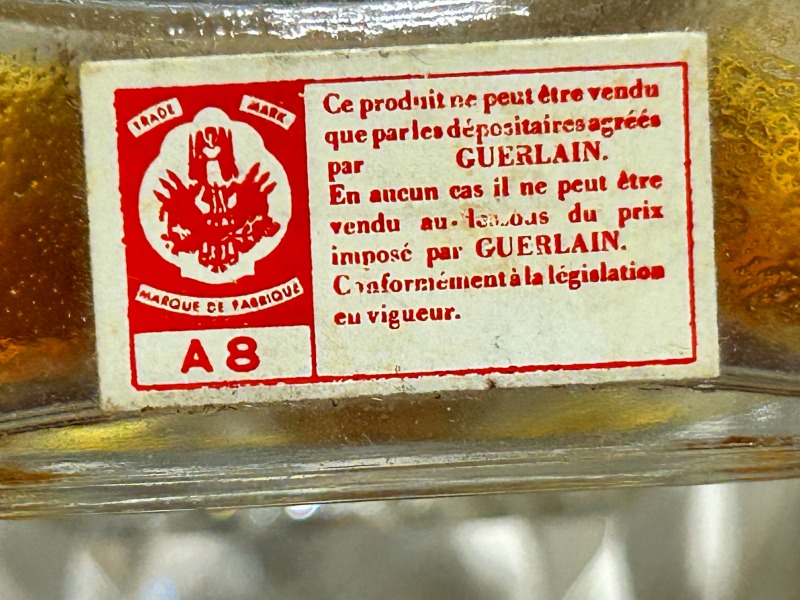 TRADE MARK
MARQUE DE FABRIQUE
A8
Ce produit ne peut être vendu
que par les dépositaires agréés
par GUERLAIN.
En aucun cas il ne peut être
vendu au-dessous du prix
imposé par GUERLAIN.
Conformément à la législation
en vigueur.